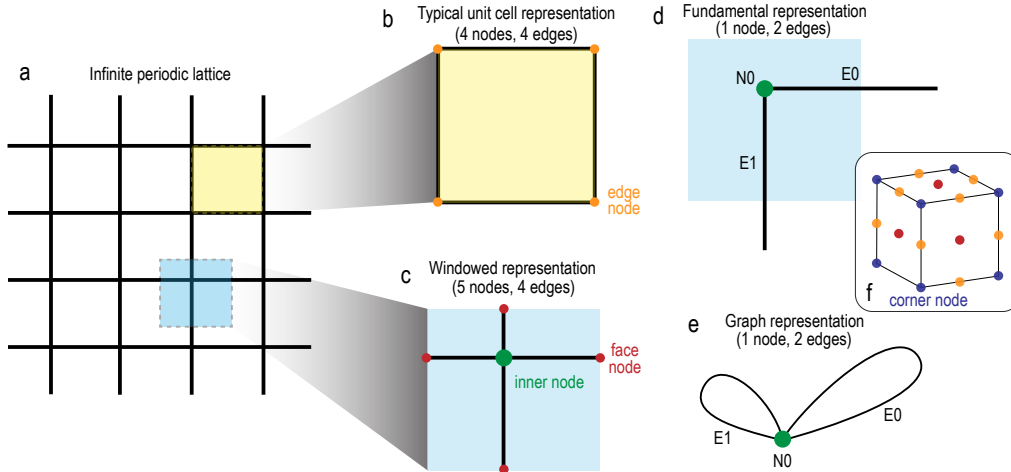 a
Infinite periodic lattice
b
Typical unit cell representation
(4 nodes, 4 edges)
edge
node
c
Windowed representation
(5 nodes, 4 edges)
face
node
inner node
d
Fundamental representation
(1 node, 2 edges)
N0
E0
E1
f
corner node
e
Graph representation
(1 node, 2 edges)
E1
E0
N0